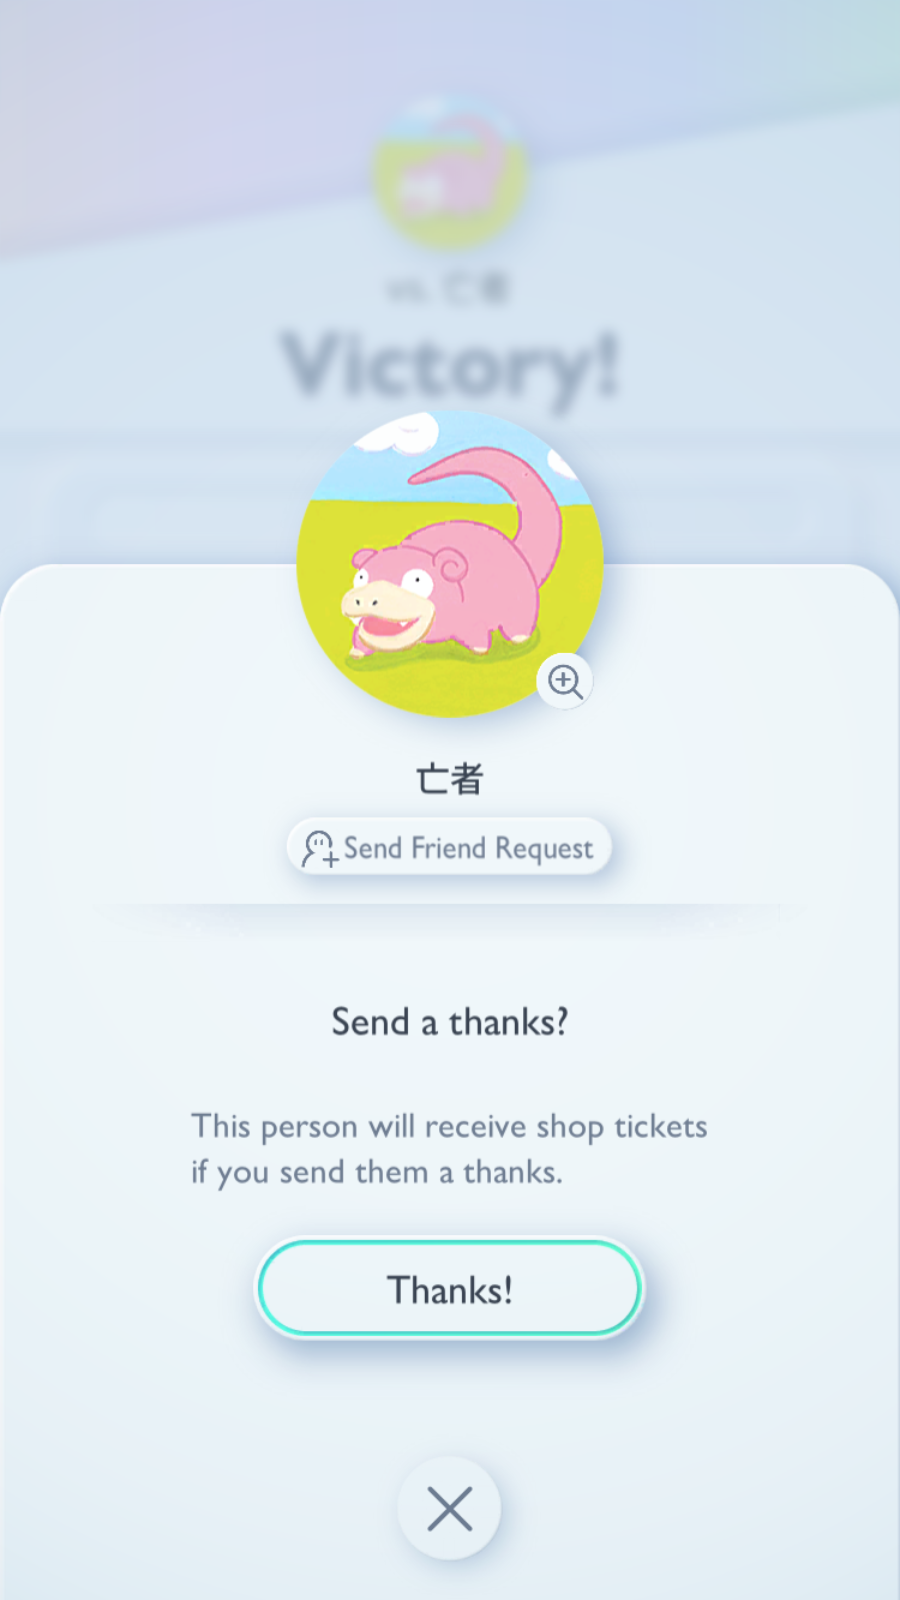 vs. 亡者
Victory!
亡者
Send Friend Request
Send a thanks?
This person will receive shop tickets
if you send them a thanks.
Thanks!